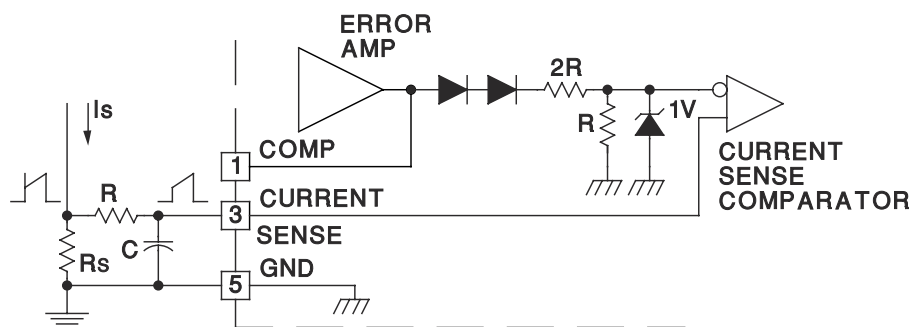 ERROR
AMP
2R
Is
R
1V
1
COMP
CURRENT
SENSE
COMPARATOR
R
3
CURRENT
SENSE
C
Rs
GND
5